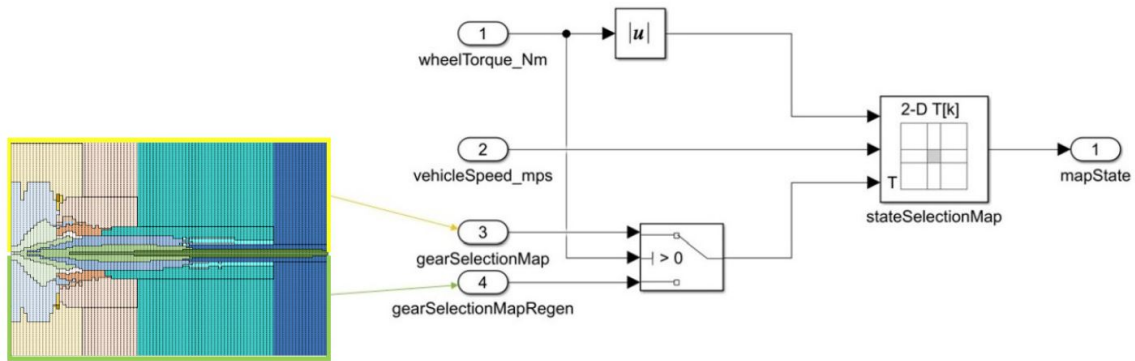 1
wheelTorque_Nm
|u|
2-D T[k]
2
vehicleSpeed_mps
T
stateSelectionMap
1
mapState
3
gearSelectionMap
> 0
4
gearSelectionMapRegen